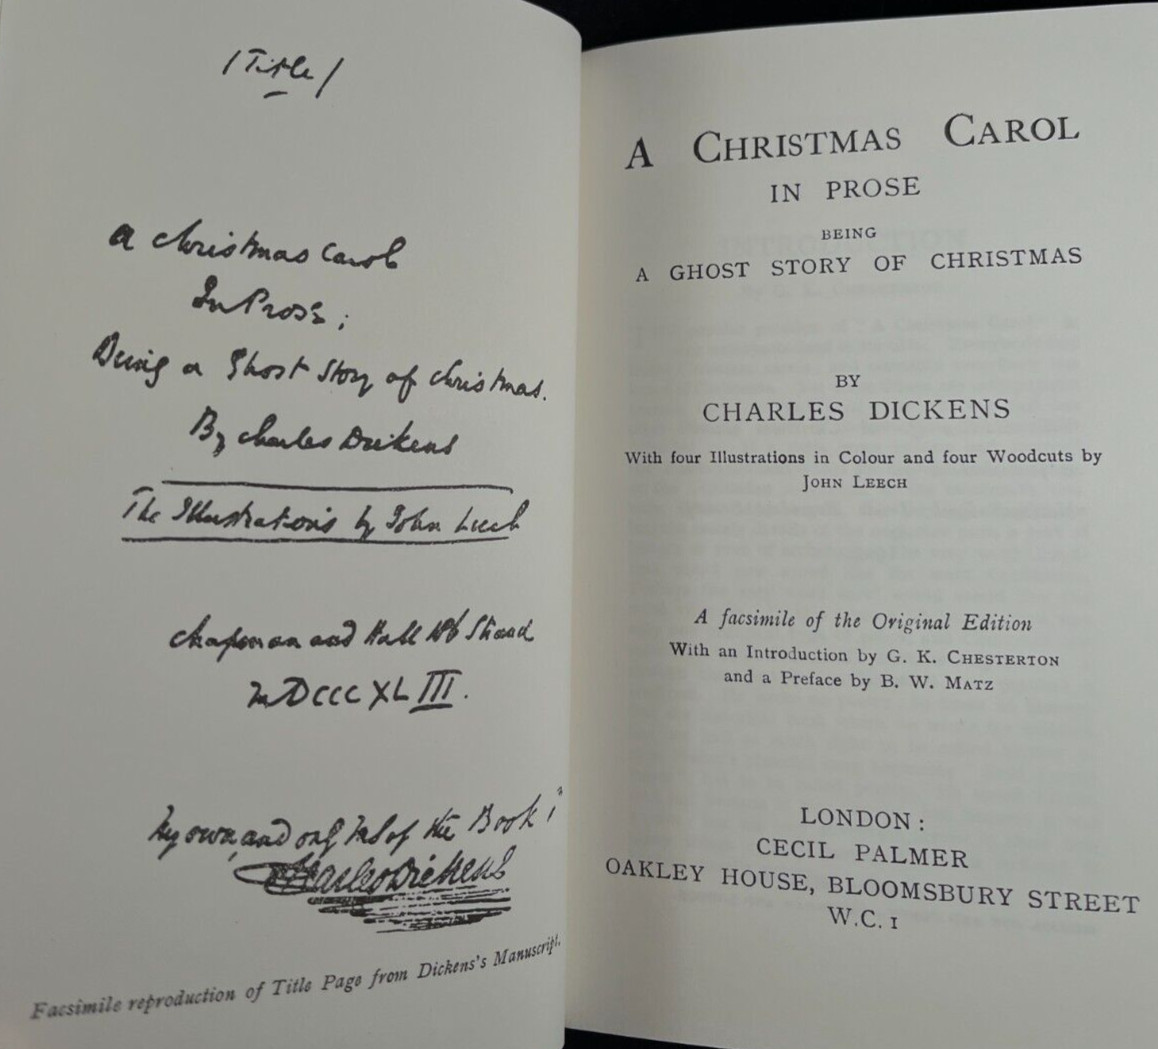 /Title/
A Christmas Carol
In Prose;
Being a Ghost Story of Christmas.
By Charles Dickens
The Illustrations by John Leech
Chapman and Hall 186 Strand
MDCCCXLIII.
My own, and only MS of the Book
Charles Dickens
Facsimile reproduction of Title Page from Dickens's Manuscript.
A CHRISTMAS CAROL
IN PROSE
BEING
A GHOST STORY OF CHRISTMAS
BY
CHARLES DICKENS
With four Illustrations in Colour and four Woodcuts by
JOHN LEECH
A facsimile of the Original Edition
With an Introduction by G. K. CHESTERTON
and a Preface by B. W. MATZ
LONDON:
CECIL PALMER
OAKLEY HOUSE, BLOOMSBURY STREET
W.C. 1